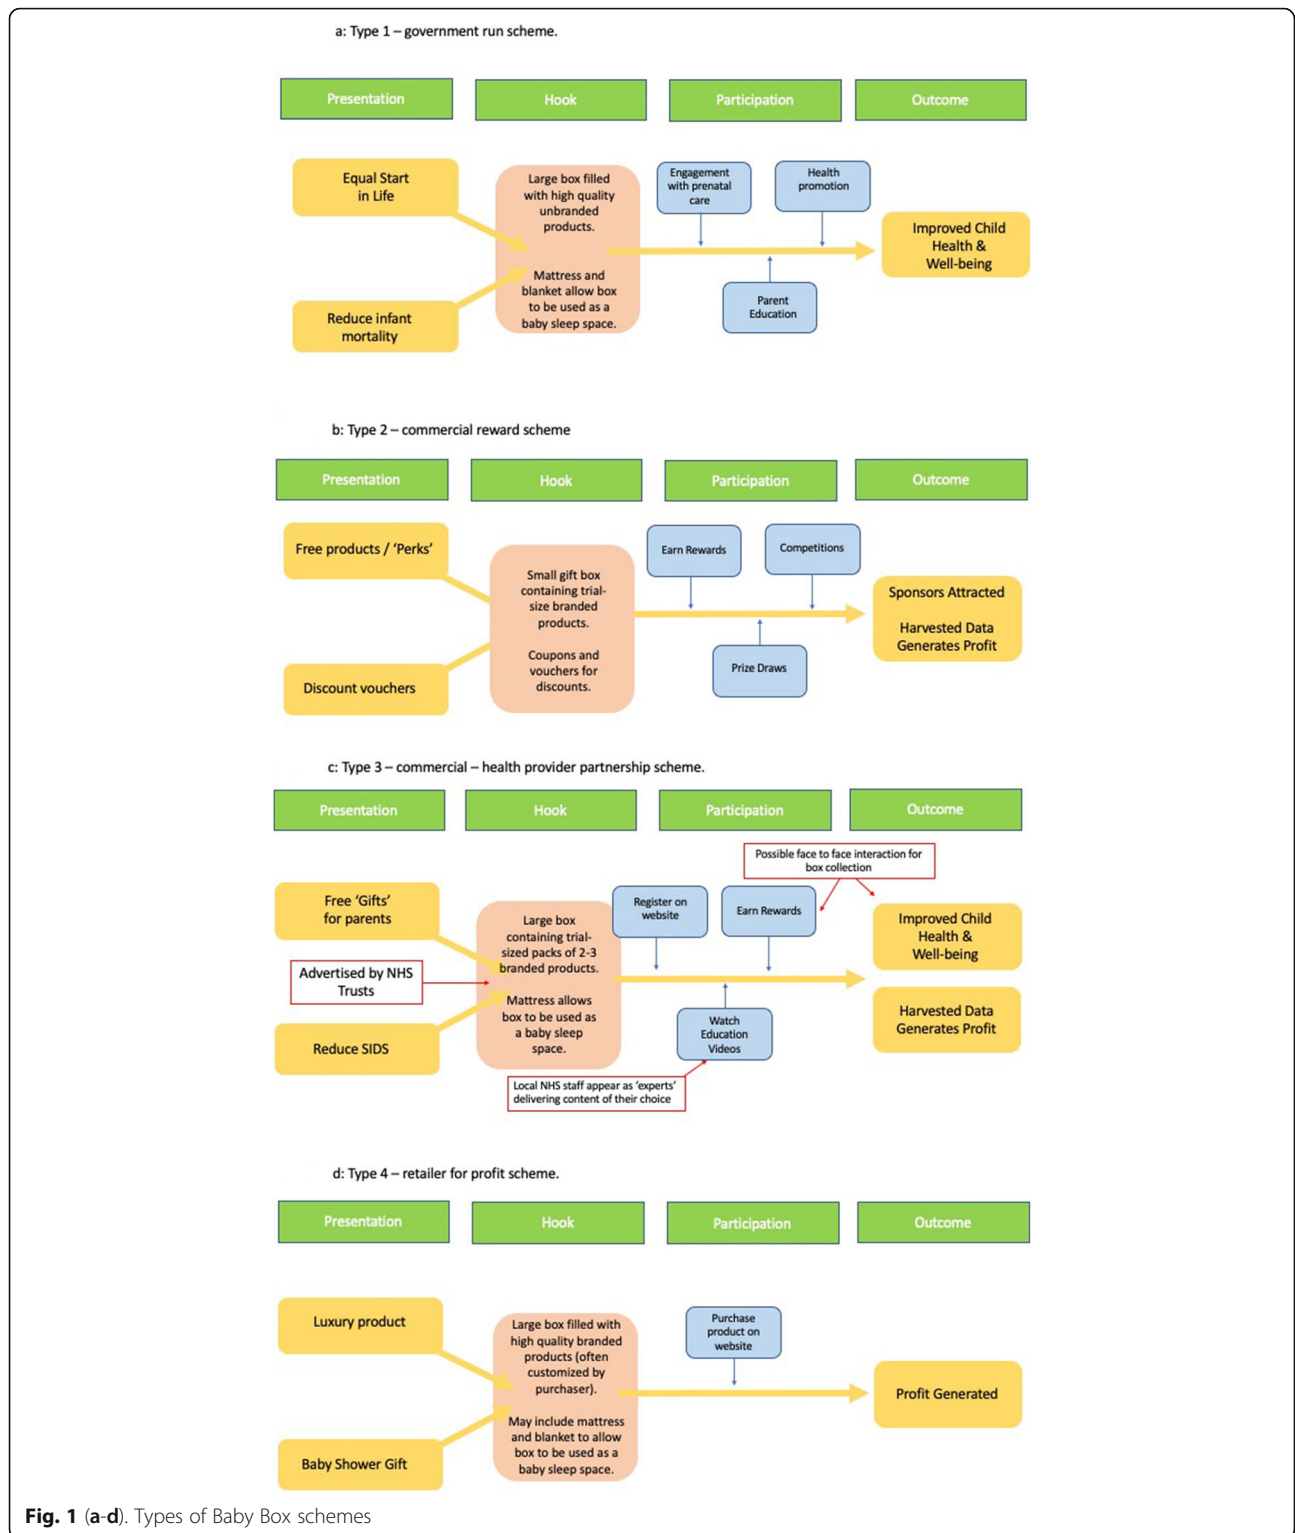 a: Type 1 – government run scheme.
Presentation
Hook
Participation
Outcome
Equal Start
in Life
Reduce infant
mortality
Large box filled
with high quality
unbranded
products.
Mattress and
blanket allow box
to be used as a
baby sleep space.
Engagement
with prenatal
care
Health
promotion
Parent
Education
Improved Child
Health &
Well-being
b: Type 2 – commercial reward scheme
Presentation
Hook
Participation
Outcome
Free products / ‘Perks’
Discount vouchers
Small gift box
containing trial-
size branded
products.
Coupons and
vouchers for
discounts.
Earn Rewards
Competitions
Prize Draws
Sponsors Attracted
Harvested Data
Generates Profit
c: Type 3 – commercial – health provider partnership scheme.
Presentation
Hook
Participation
Outcome
Possible face to face interaction for
box collection
Free ‘Gifts’
for parents
Advertised by NHS
Trusts
Reduce SIDS
Large box
containing trial-
sized packs of 2-3
branded products.
Mattress allows
box to be used as
a baby sleep
space.
Register on
website
Earn Rewards
Watch
Education
Videos
Local NHS staff appear as ‘experts’
delivering content of their choice
Improved Child
Health &
Well-being
Harvested Data
Generates Profit
d: Type 4 – retailer for profit scheme.
Presentation
Hook
Participation
Outcome
Luxury product
Baby Shower Gift
Large box filled with
high quality branded
products (often
customized by
purchaser).
May include mattress
and blanket to allow
box to be used as a
baby sleep space.
Purchase
product on
website
Profit Generated
Fig. 1 (a-d). Types of Baby Box schemes